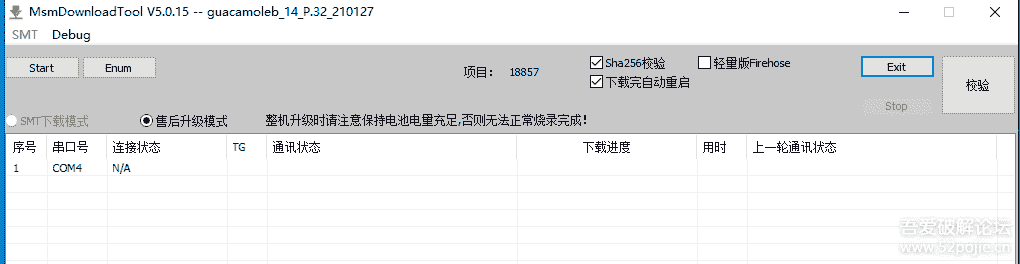 MsmDownloadTool V5.0.15 -- guacamoleb_14_P.32_210127
SMT Debug
Start Enum 项目： 18857 Sha256校验 轻量版Firehose Exit 校验
下载完自动重启 Stop
SMT下载模式 售后升级模式 整机升级时请注意保持电池电量充足,否则无法正常烧录完成!
序号 串口号 连接状态 TG 通讯状态 下载进度 用时 上一轮通讯状态
1 COM4 N/A
吾爱破解论坛
www.52pojie.cn